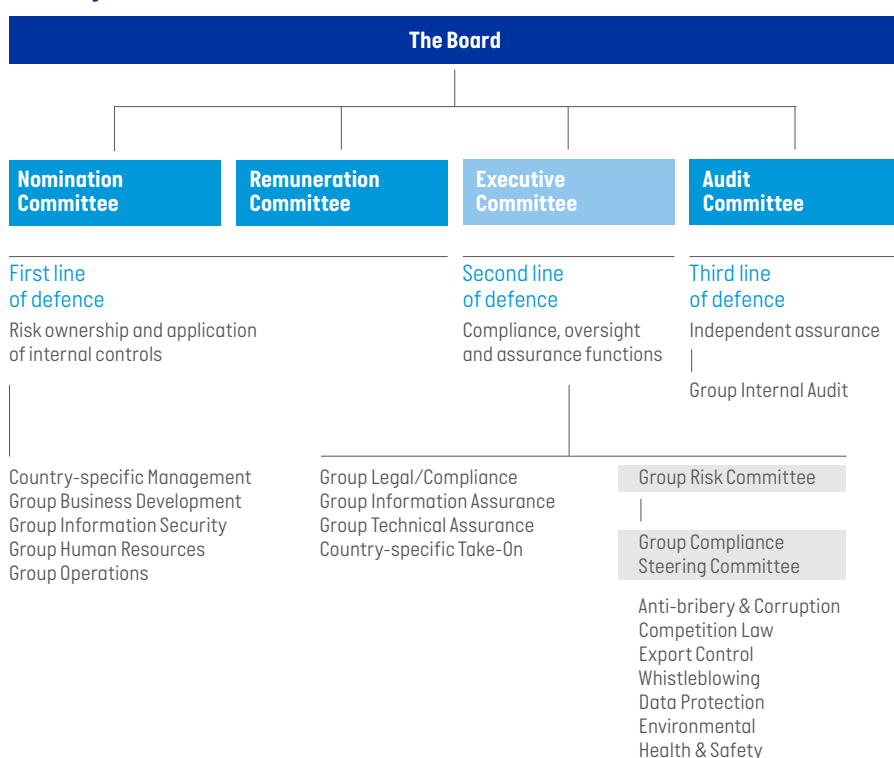 The Board
Nomination
Committee
Remuneration
Committee
Executive
Committee
Audit
Committee
First line
of defence
Risk ownership and application
of internal controls
Second line
of defence
Compliance, oversight
and assurance functions
Third line
of defence
Independent assurance
Group Internal Audit
Country-specific Management
Group Business Development
Group Information Security
Group Human Resources
Group Operations
Group Legal/Compliance
Group Information Assurance
Group Technical Assurance
Country-specific Take-On
Group Risk Committee
Group Compliance
Steering Committee
Anti-bribery & Corruption
Competition Law
Export Control
Whistleblowing
Data Protection
Environmental
Health & Safety